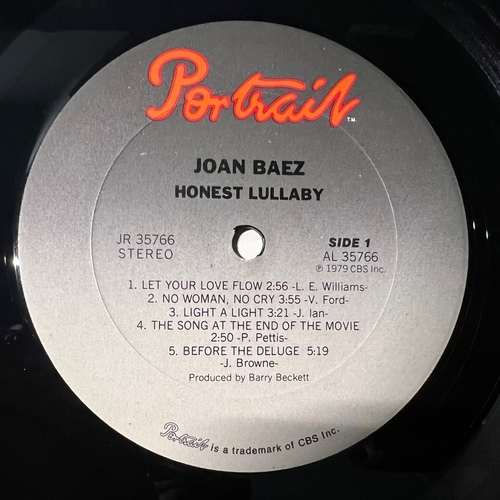 Portrait
TM
JOAN BAEZ
HONEST LULLABY
JR 35766
STEREO
SIDE 1
AL 35766
℗ 1979 CBS Inc.
1. LET YOUR LOVE FLOW 2:56 -L. E. Williams-
2. NO WOMAN, NO CRY 3:55 -V. Ford-
3. LIGHT A LIGHT 3:21 -J. Ian-
4. THE SONG AT THE END OF THE MOVIE
2:50 -P. Pettis-
5. BEFORE THE DELUGE 5:19
-J. Browne-
Produced by Barry Beckett
Portrait is a trademark of CBS Inc.